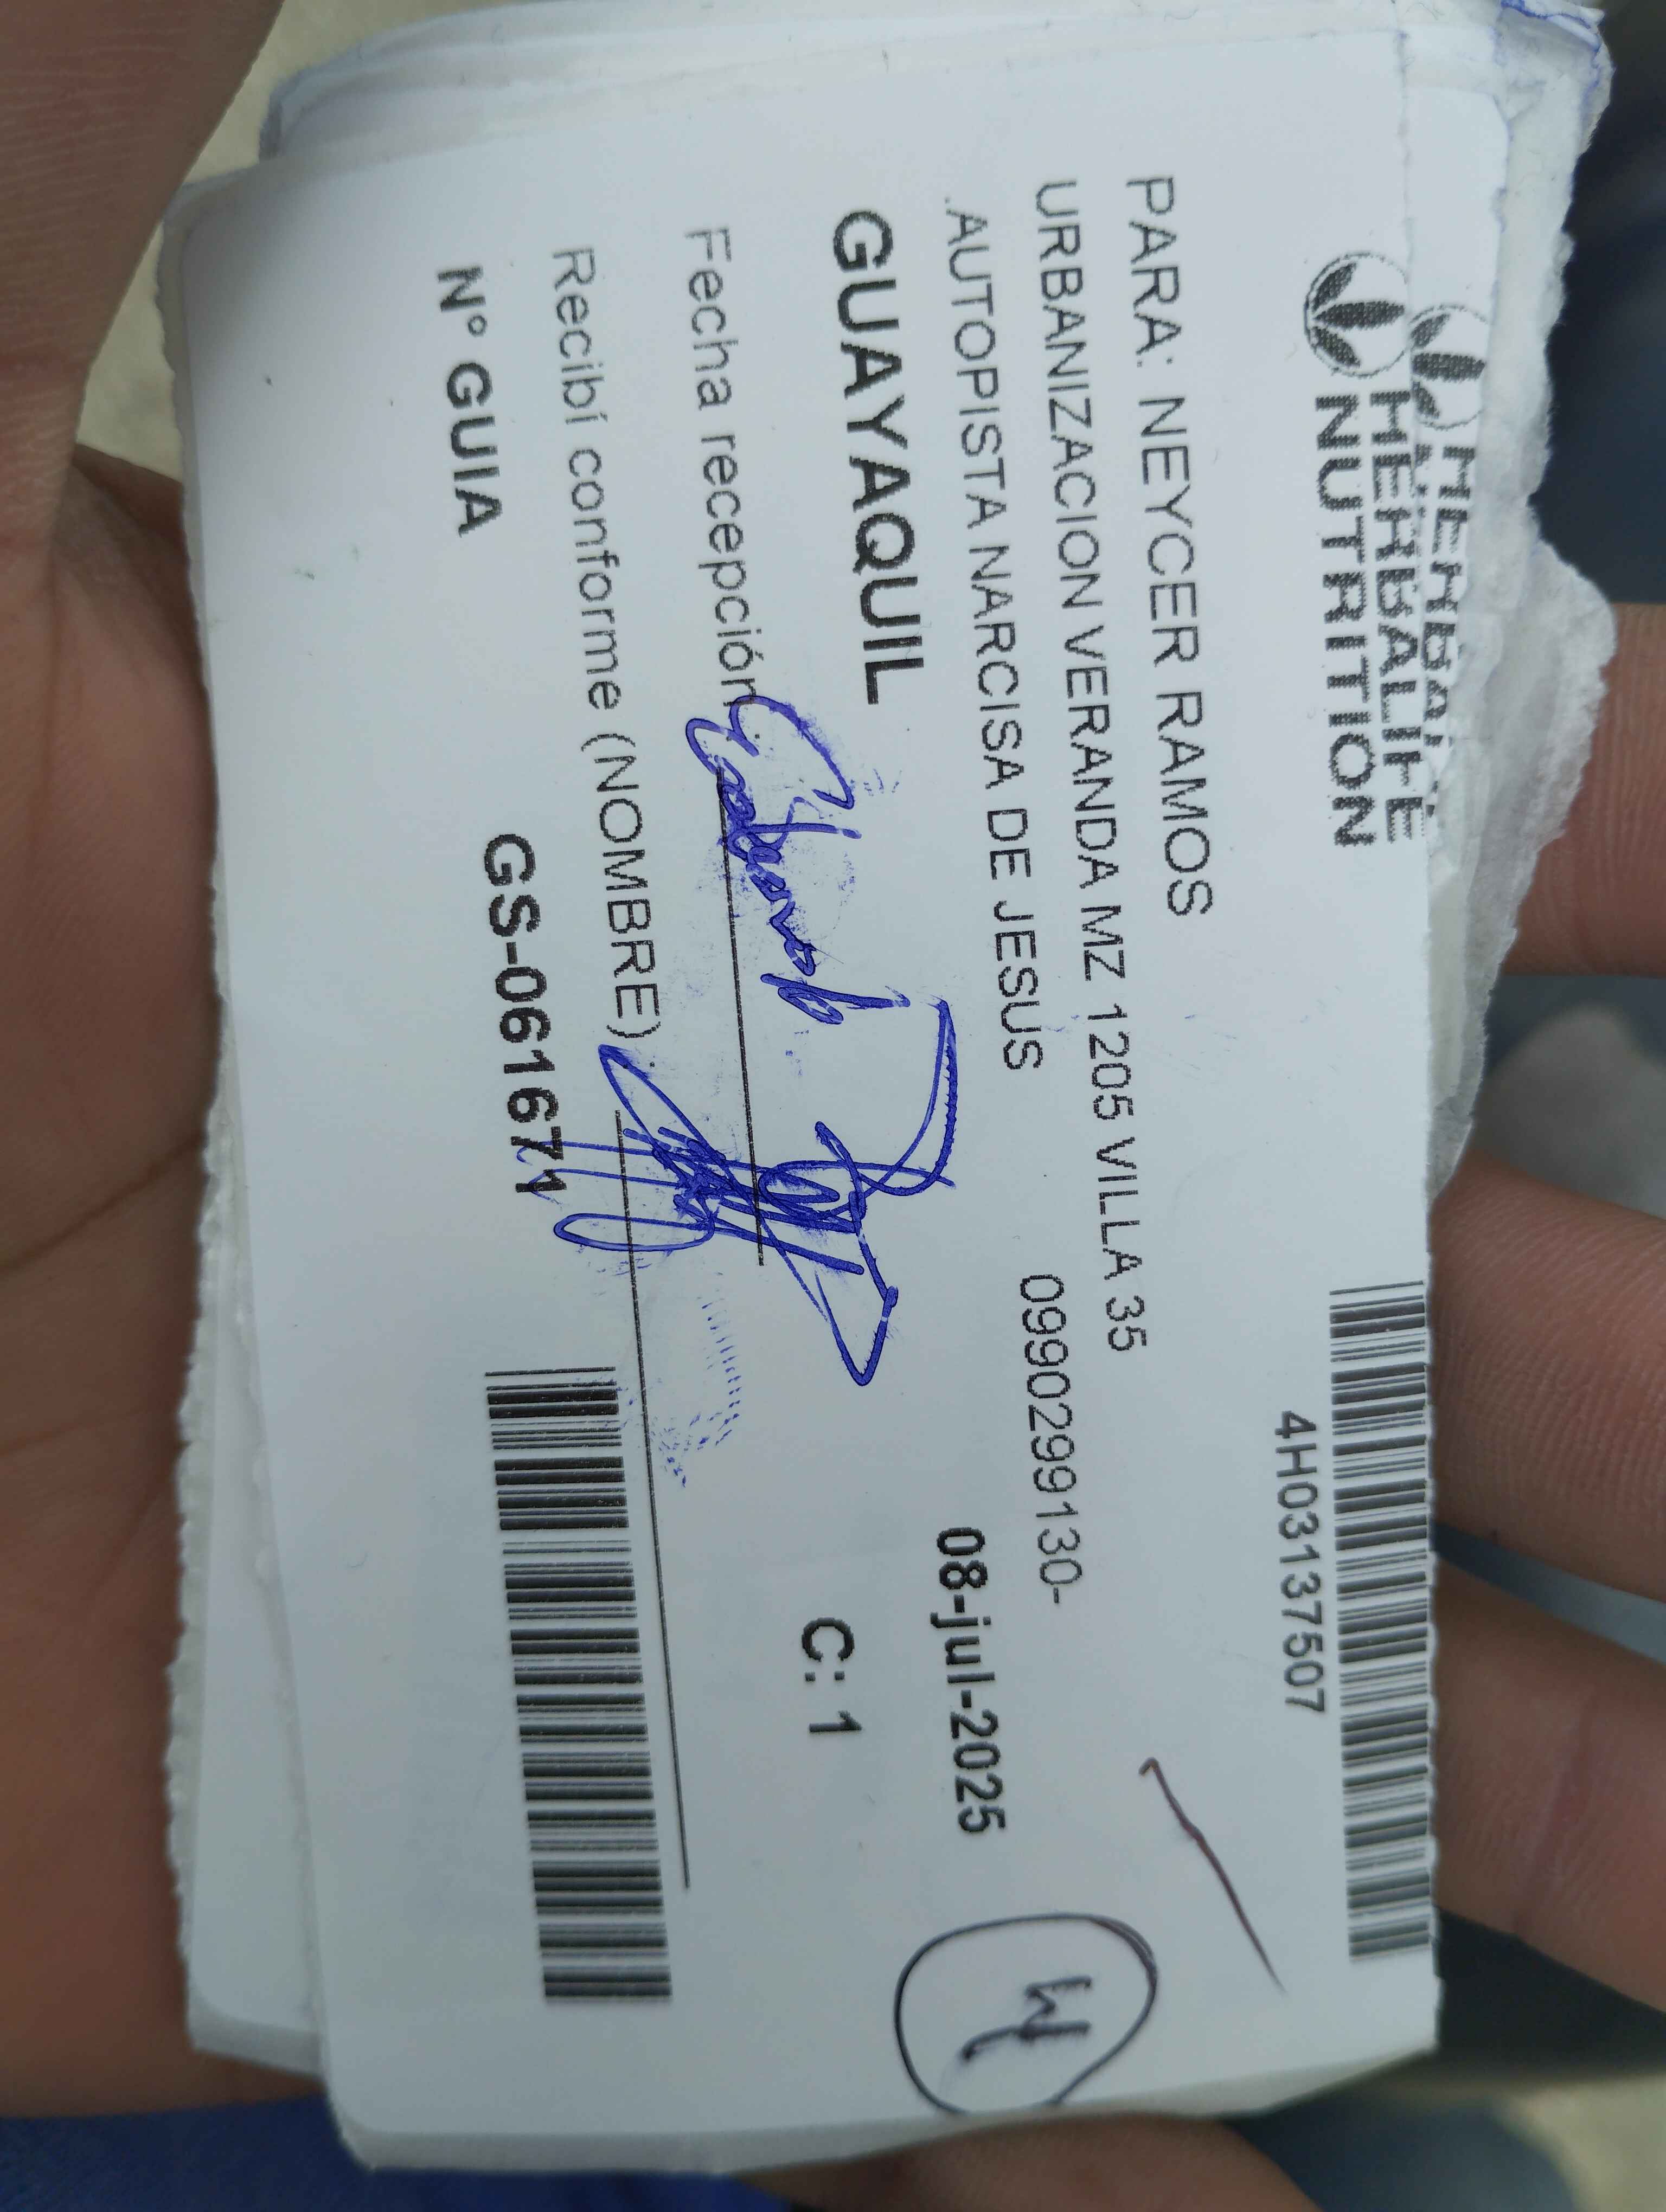 HERBALIFE
NUTRITION
4H03137507
PARA: NEYCER RAMOS
URBANIZACION VERANDA MZ 1205 VILLA 35
.AUTOPISTA NARCISA DE JESUS
0990299130-
GUAYAQUIL
08-jul-2025
Fecha recepción
C: 1
Recibí conforme (NOMBRE)
N° GUIA
GS-061671